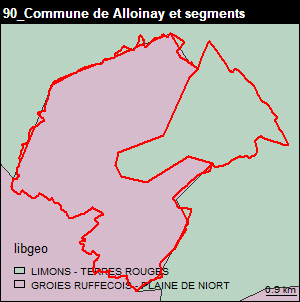 90_Commune de Alloinay et segments
libgeo
LIMONS - TERRES ROUGES
GROIES RUFFECOIS - PLAINE DE NIORT
0.9 km